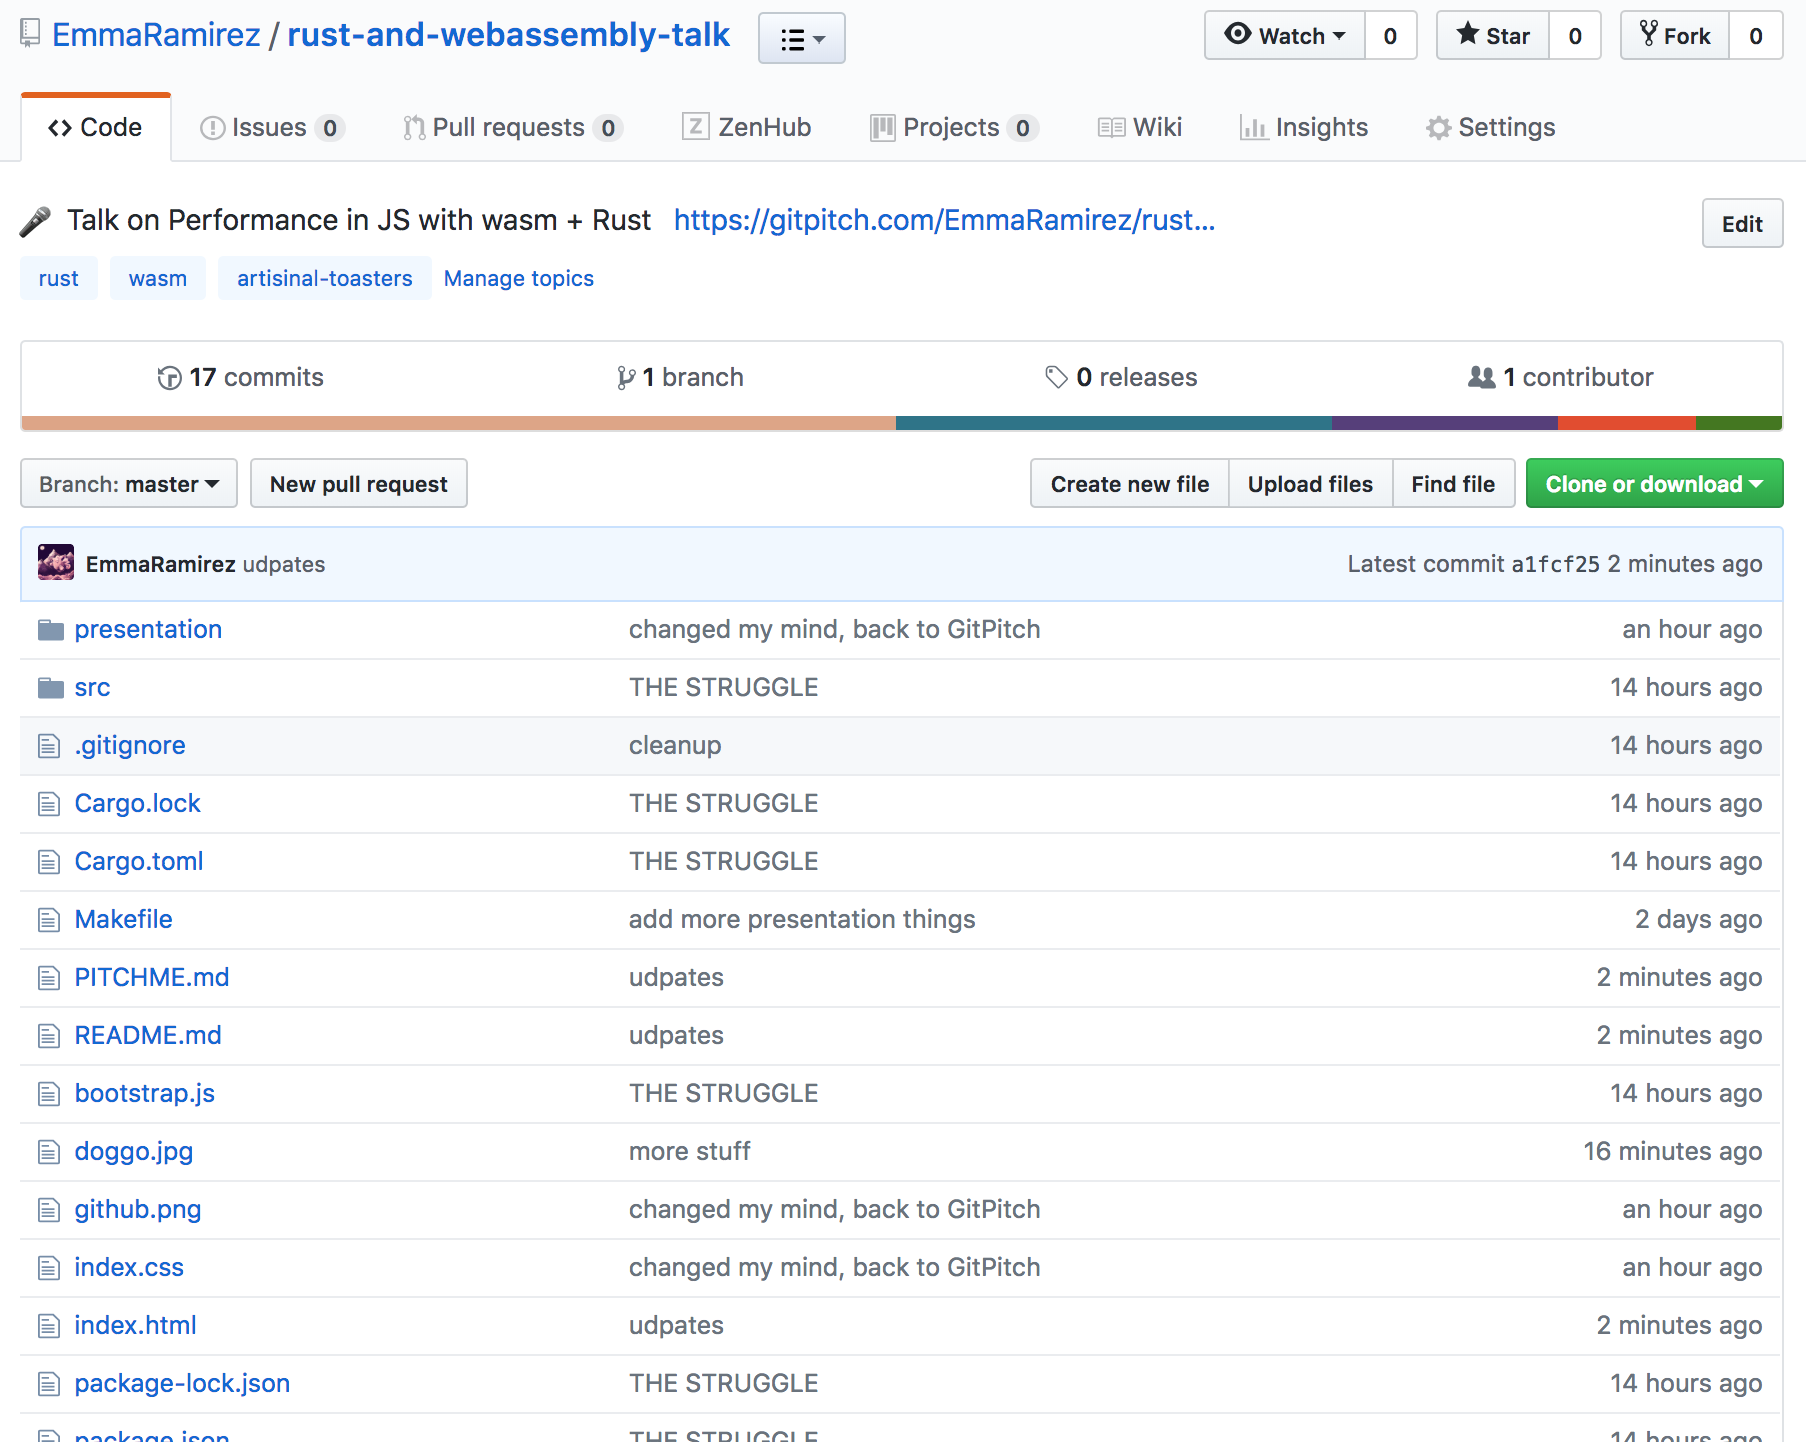 EmmaRamirez / rust-and-webassembly-talk Watch 0 Star 0 Fork 0
Code Issues 0 Pull requests 0 Z ZenHub Projects 0 Wiki Insights Settings
Talk on Performance in JS with wasm + Rust https://gitpitch.com/EmmaRamirez/rust... Edit
rust wasm artisinal-toasters Manage topics
17 commits 1 branch 0 releases 1 contributor
Branch: master New pull request Create new file Upload files Find file Clone or download
EmmaRamirez udpates Latest commit a1fcf25 2 minutes ago
presentation changed my mind, back to GitPitch an hour ago
src THE STRUGGLE 14 hours ago
.gitignore cleanup 14 hours ago
Cargo.lock THE STRUGGLE 14 hours ago
Cargo.toml THE STRUGGLE 14 hours ago
Makefile add more presentation things 2 days ago
PITCHME.md udpates 2 minutes ago
README.md udpates 2 minutes ago
bootstrap.js THE STRUGGLE 14 hours ago
doggo.jpg more stuff 16 minutes ago
github.png changed my mind, back to GitPitch an hour ago
index.css changed my mind, back to GitPitch an hour ago
index.html udpates 2 minutes ago
package-lock.json THE STRUGGLE 14 hours ago
package.json THE STRUGGLE 14 hours ago